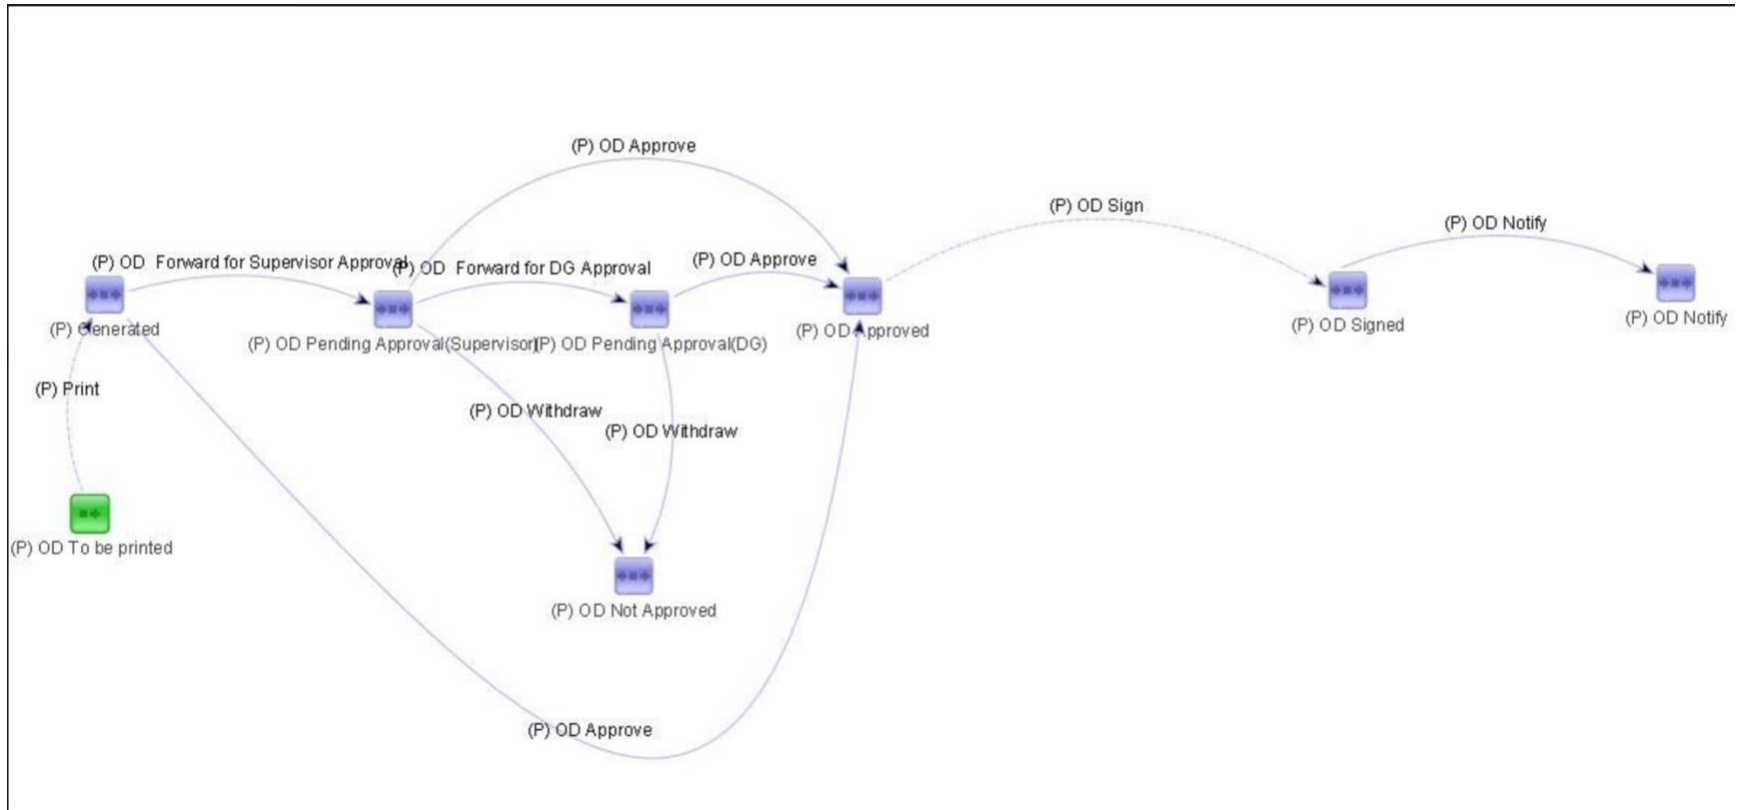 (P) OD Approve
(P) OD Sign
(P) OD Notify
(P) OD  Forward for Supervisor Approval
(P) OD  Forward for DG Approval
(P) OD Approve
(P) Generated
(P) OD Pending Approval(Supervisor)
(P) OD Pending Approval(DG)
(P) OD Approved
(P) OD Signed
(P) OD Notify
(P) Print
(P) OD Withdraw
(P) OD Withdraw
(P) OD To be printed
(P) OD Not Approved
(P) OD Approve